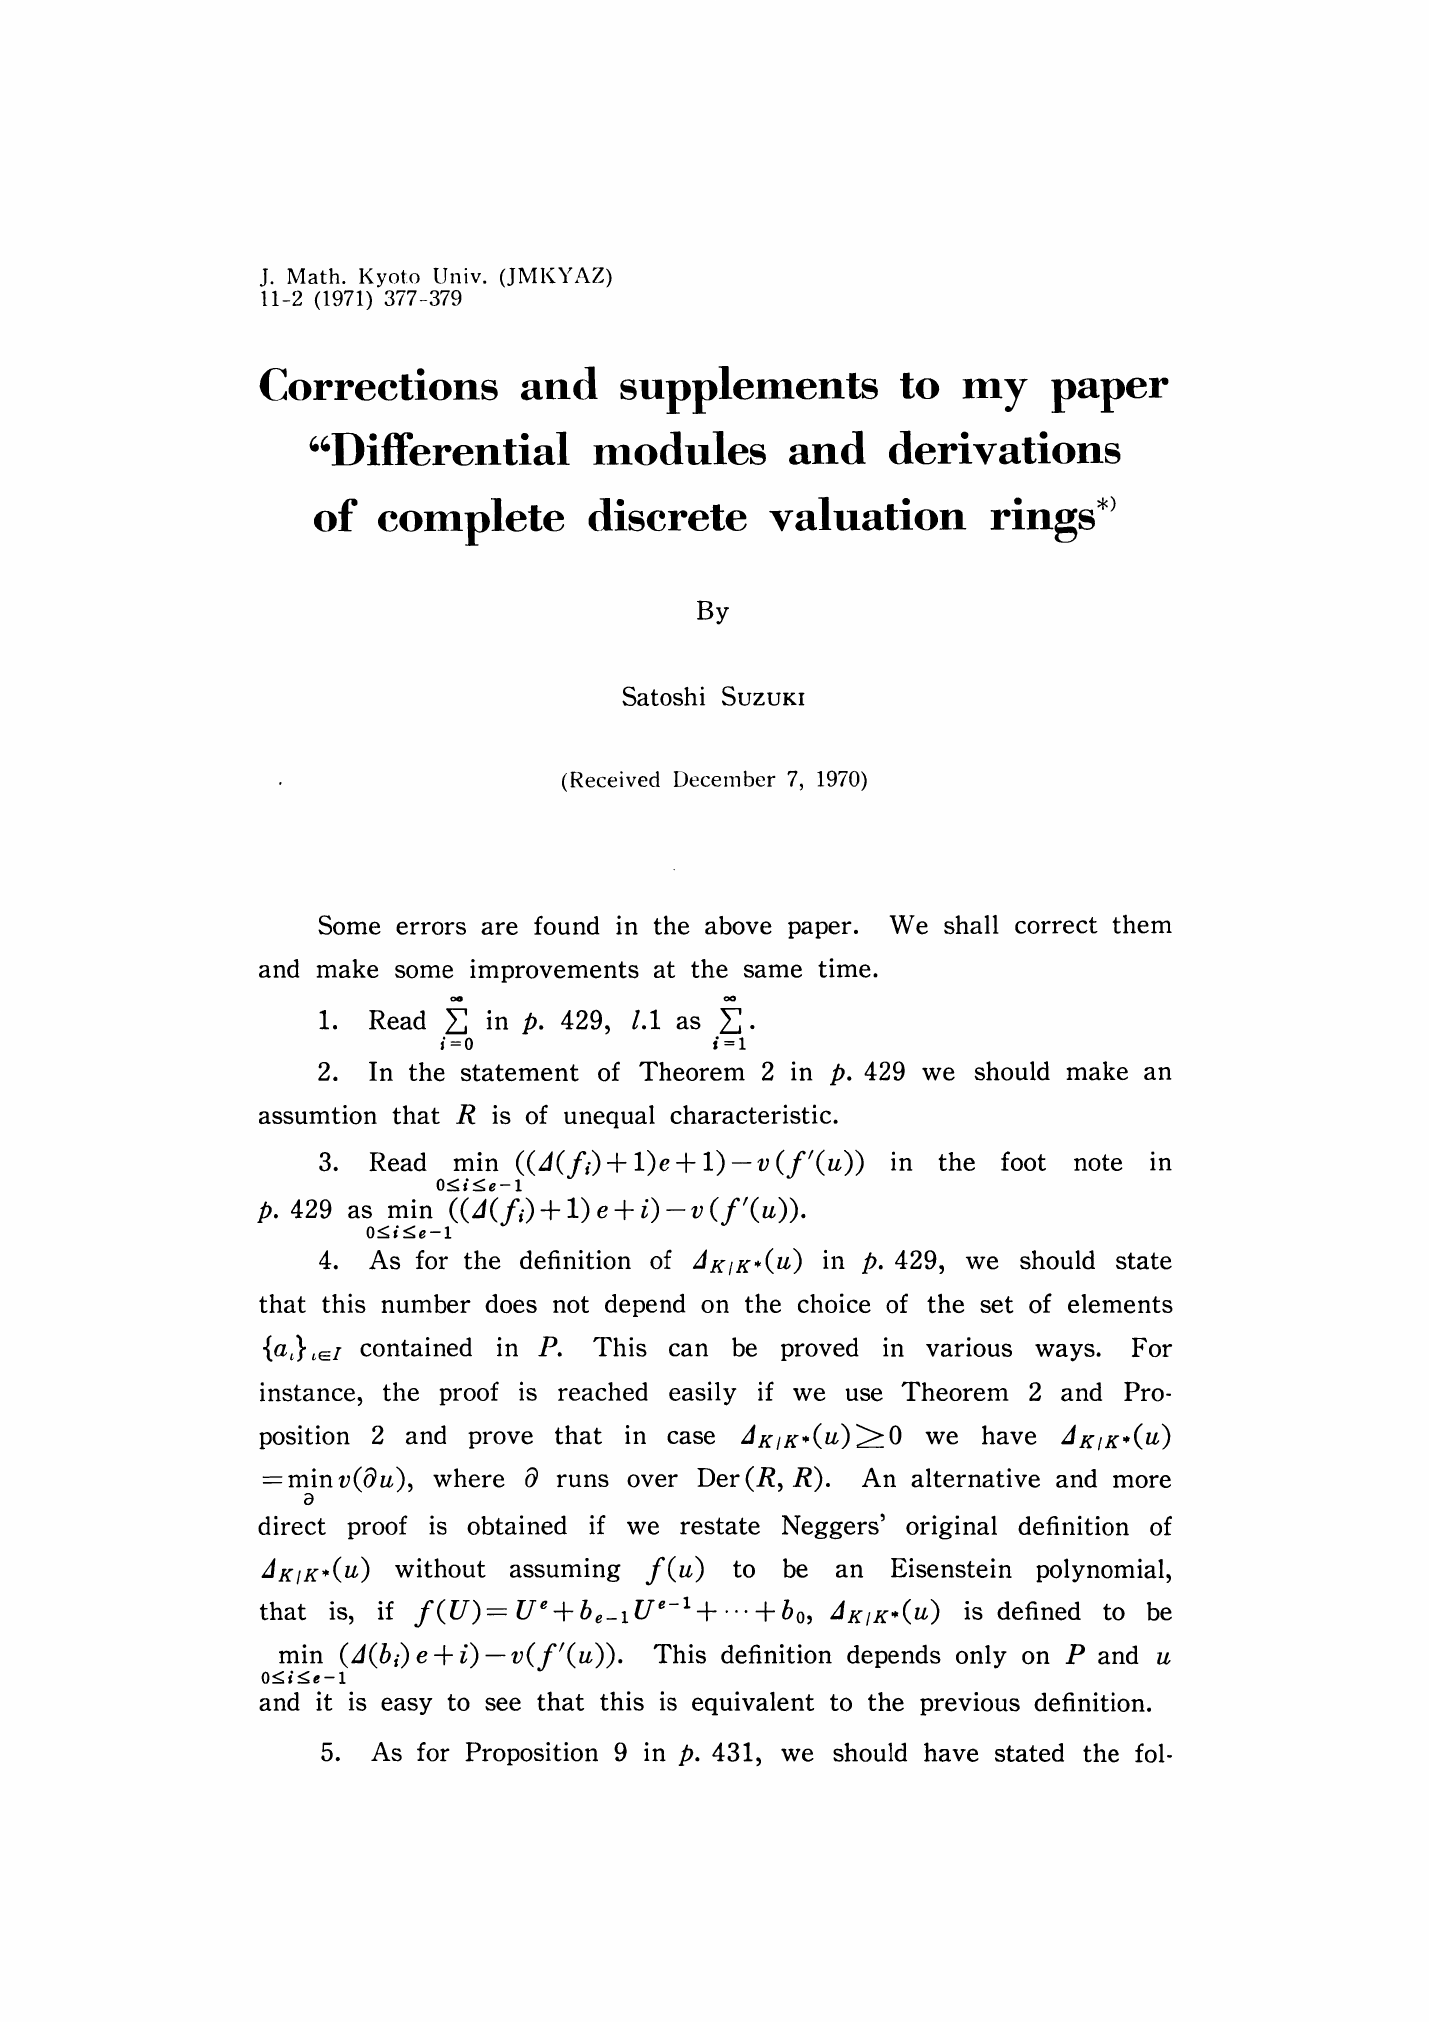 J. Math. Kyoto Univ. (JMKYAZ)
11-2 (1971) 377-379
Corrections and supplements to my paper
“Differential modules and derivations
of complete discrete valuation rings*)
By
Satoshi SUZUKI
(Received December 7, 1970)
Some errors are found in the above paper. We shall correct them
and make some improvements at the same time.
1. Read $\sum_{i=0}^{\infty}$ in p. 429, l.1 as $\sum_{i=1}^{\infty}$.
2. In the statement of Theorem 2 in p. 429 we should make an
assumtion that R is of unequal characteristic.
3. Read $\min_{0\le i\le e-1}((\Delta(f_i)+1)e+1)-v(f'(u))$ in the foot note in
p. 429 as $\min_{0\le i\le e-1}((\Delta(f_i)+1)e+i)-v(f'(u))$.
4. As for the definition of $\Delta_{K/K^*}(u)$ in p. 429, we should state
that this number does not depend on the choice of the set of elements
$\{a_\iota\}_{\iota\in I}$ contained in P. This can be proved in various ways. For
instance, the proof is reached easily if we use Theorem 2 and Pro-
position 2 and prove that in case $\Delta_{K/K^*}(u)\geq 0$ we have $\Delta_{K/K^*}(u)$
$=\min_{\partial} v(\partial u)$, where $\partial$ runs over Der(R, R). An alternative and more
direct proof is obtained if we restate Neggers’ original definition of
$\Delta_{K/K^*}(u)$ without assuming $f(u)$ to be an Eisenstein polynomial,
that is, if $f(U)=U^e+b_{e-1}U^{e-1}+\cdots+b_0$, $\Delta_{K/K^*}(u)$ is defined to be
$\min_{0\le i\le e-1}(\Delta(b_i)e+i)-v(f'(u))$. This definition depends only on P and u
and it is easy to see that this is equivalent to the previous definition.
5. As for Proposition 9 in p. 431, we should have stated the fol-